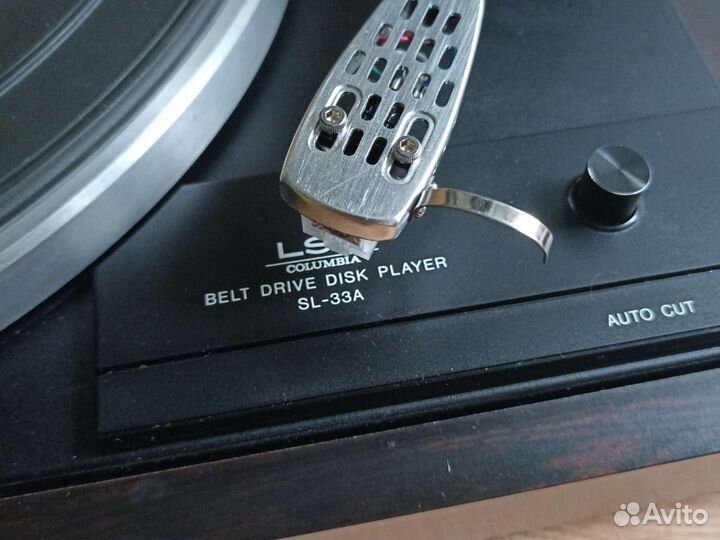 COLUMBIA
BELT DRIVE DISK PLAYER
SL-33A
AUTO CUT
Avito